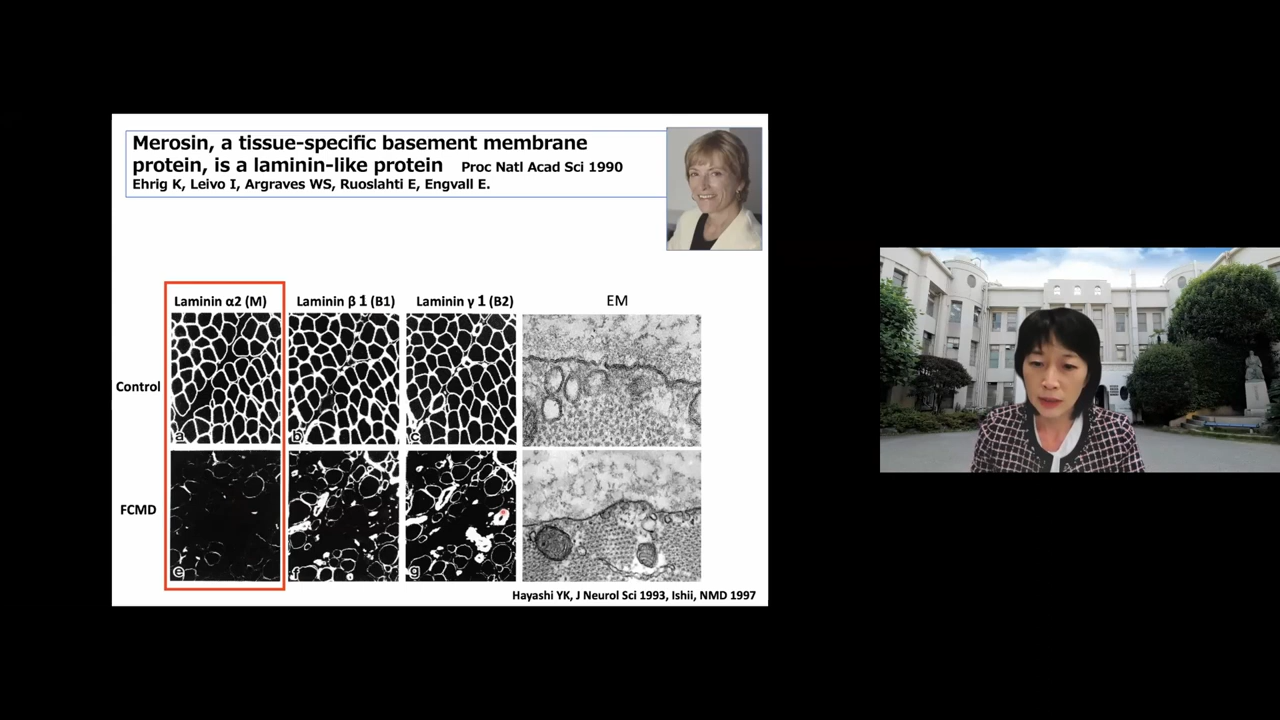 Merosin, a tissue-specific basement membrane
protein, is a laminin-like protein Proc Natl Acad Sci 1990
Ehrig K, Leivo I, Argraves WS, Ruoslahti E, Engvall E.
Laminin α2 (M) Laminin β 1 (B1) Laminin γ 1 (B2) EM
Control
a b c
FCMD
e f g
Hayashi YK, J Neurol Sci 1993, Ishii, NMD 1997